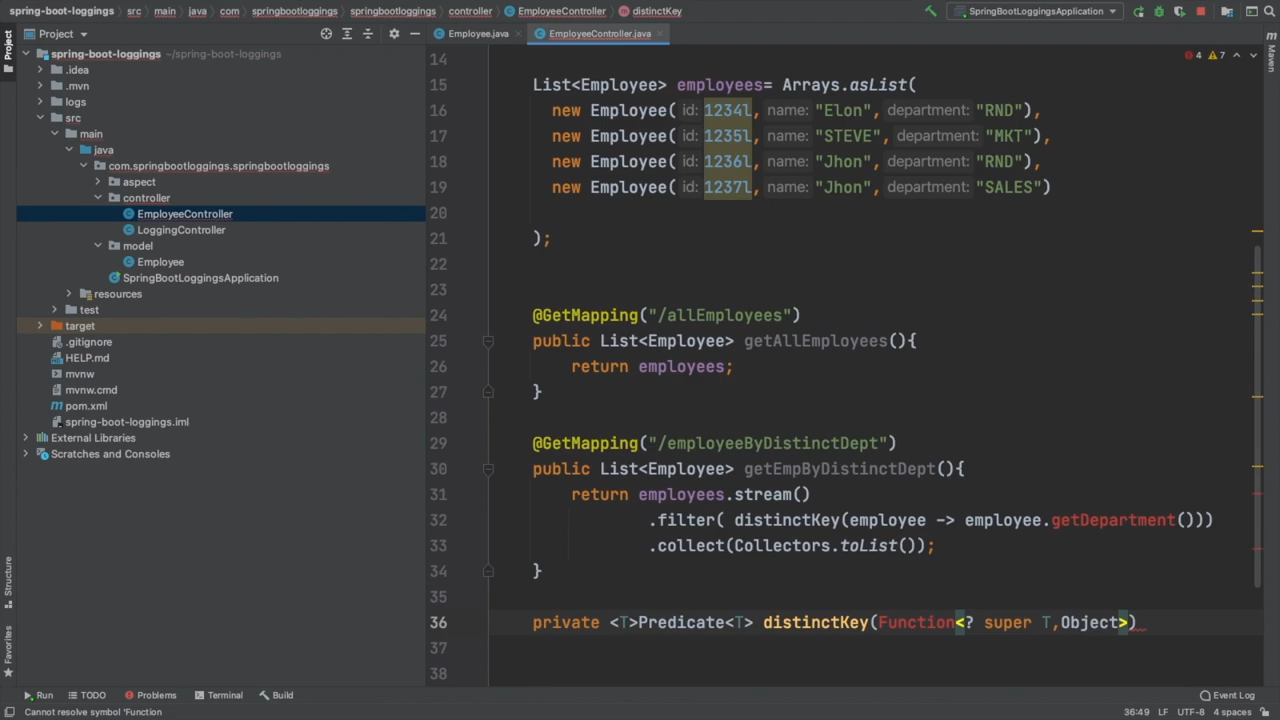 spring-boot-loggings src main java com springbootloggings springbootloggings controller EmployeeController distinctKey SpringBootLoggingsApplication
Project
Employee.java EmployeeController.java
spring-boot-loggings ~/spring-boot-loggings
.idea
.mvn
logs
src
main
java
com.springbootloggings.springbootloggings
aspect
controller
EmployeeController
LoggingController
model
Employee
SpringBootLoggingsApplication
resources
test
target
.gitignore
HELP.md
mvnw
mvnw.cmd
pom.xml
spring-boot-loggings.iml
External Libraries
Scratches and Consoles
Project
Structure
Favorites
4 7
14
15 List<Employee> employees= Arrays.asList(
16 new Employee( id: 1234l, name: "Elon", department: "RND"),
17 new Employee( id: 1235l, name: "STEVE", department: "MKT"),
18 new Employee( id: 1236l, name: "Jhon", department: "RND"),
19 new Employee( id: 1237l, name: "Jhon", department: "SALES")
20
21 );
22
23
24 @GetMapping("/allEmployees")
25 public List<Employee> getAllEmployees(){
26 return employees;
27 }
28
29 @GetMapping("/employeeByDistinctDept")
30 public List<Employee> getEmpByDistinctDept(){
31 return employees.stream()
32 .filter( distinctKey(employee -> employee.getDepartment()))
33 .collect(Collectors.toList());
34 }
35
36 private <T>Predicate<T> distinctKey(Function<? super T,Object>)
37
38
m
Maven
Run TODO Problems Terminal Build Event Log
Cannot resolve symbol 'Function 36:49 LF UTF-8 4 spaces